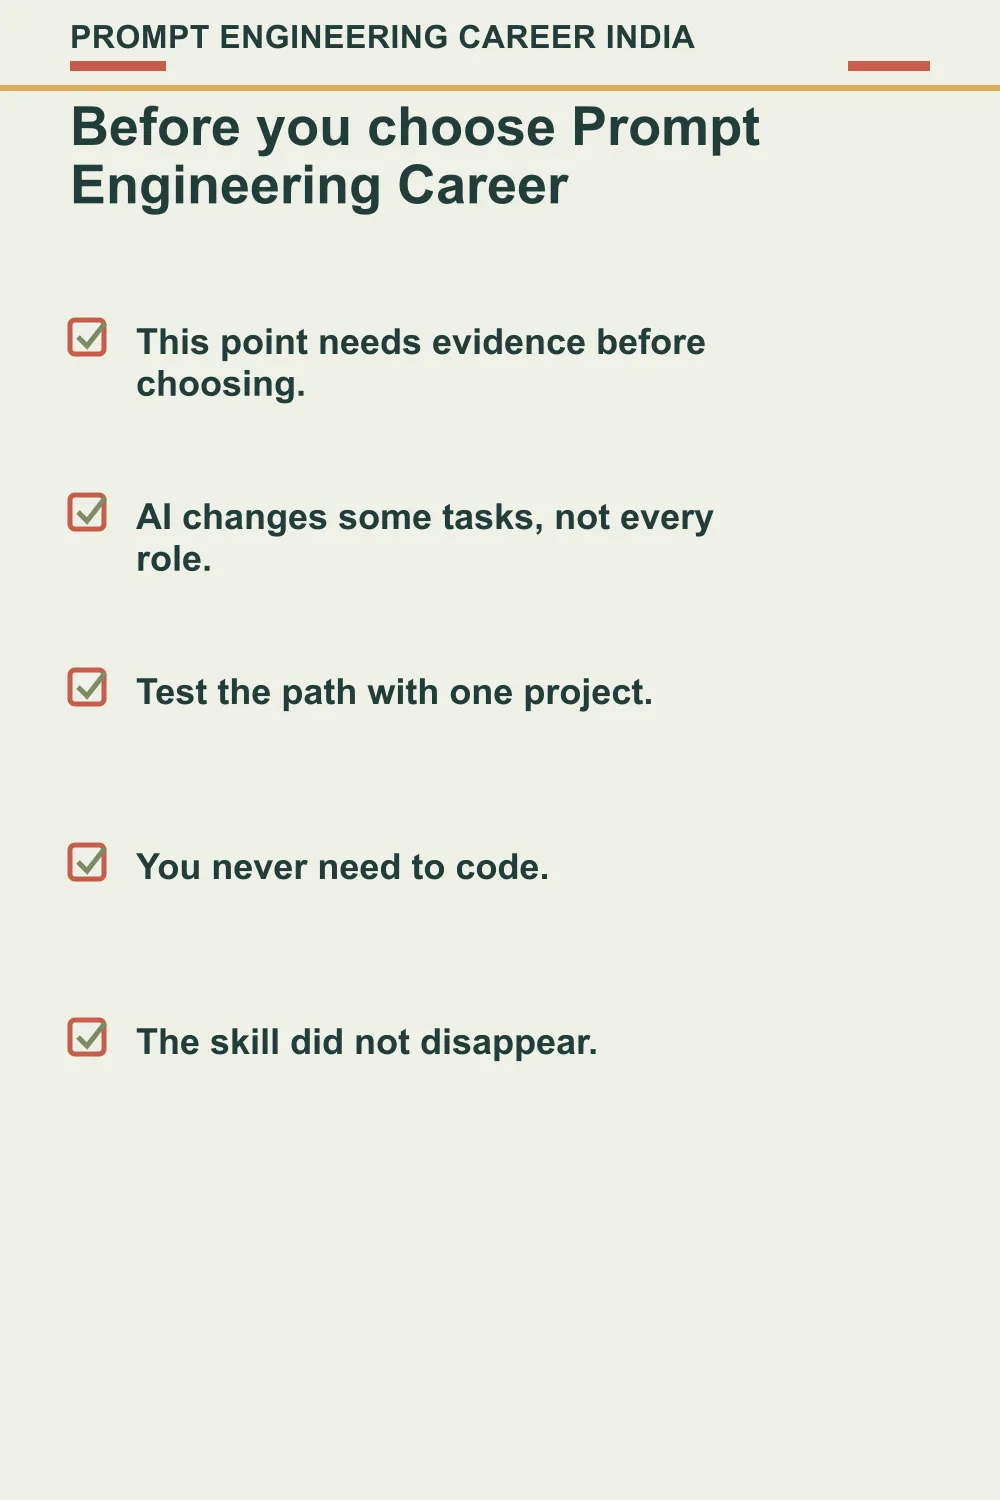 PROMPT ENGINEERING CAREER INDIA
Before you choose Prompt
Engineering Career
This point needs evidence before
choosing.
AI changes some tasks, not every
role.
Test the path with one project.
You never need to code.
The skill did not disappear.